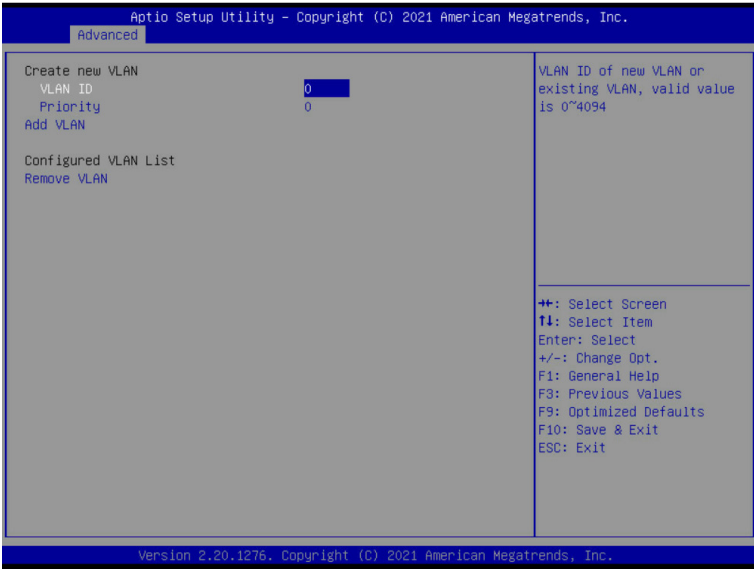 Aptio Setup Utility – Copyright (C) 2021 American Megatrends, Inc.
Advanced
Create new VLAN
VLAN ID 0
Priority 0
Add VLAN
Configured VLAN List
Remove VLAN
VLAN ID of new VLAN or
existing VLAN, valid value
is 0~4094
→←: Select Screen
↑↓: Select Item
Enter: Select
+/-: Change Opt.
F1: General Help
F3: Previous Values
F9: Optimized Defaults
F10: Save & Exit
ESC: Exit
Version 2.20.1276. Copyright (C) 2021 American Megatrends, Inc.